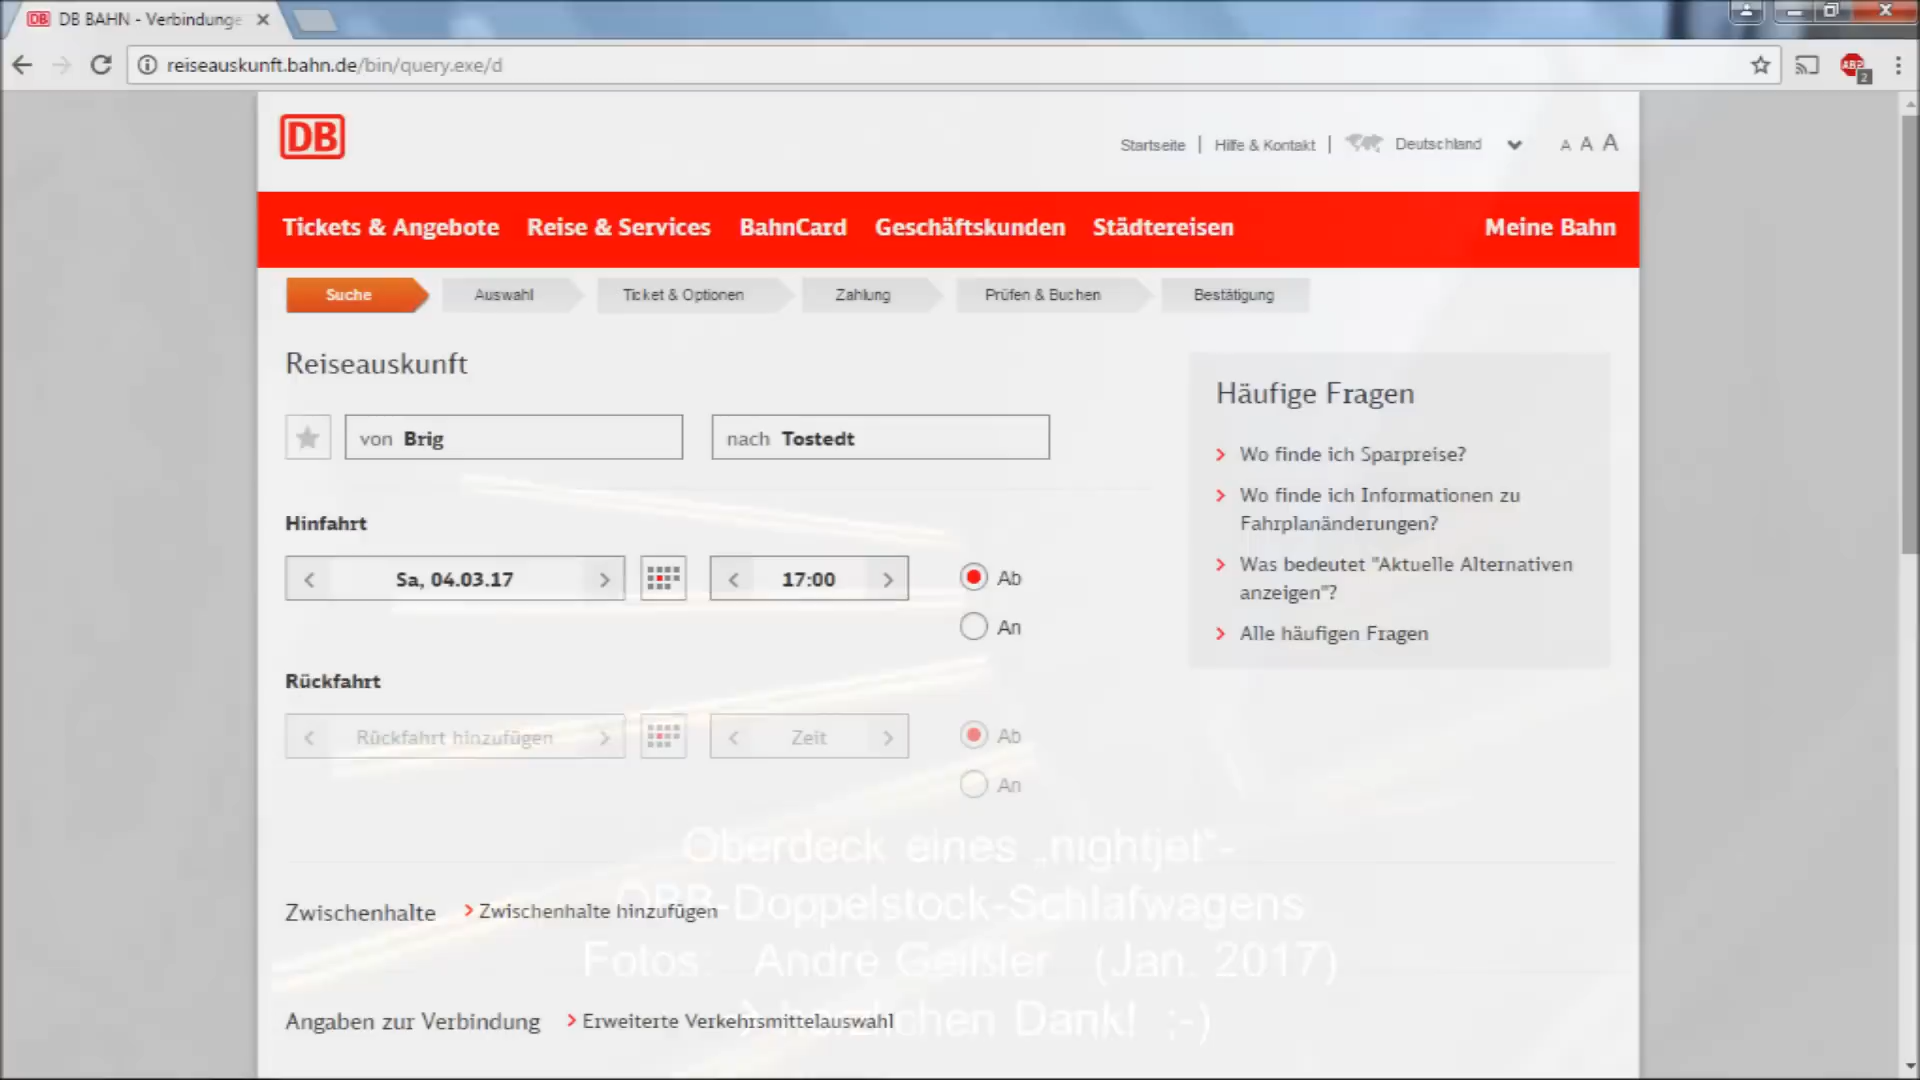 DB DB BAHN - Verbindunge
reiseauskunft.bahn.de/bin/query.exe/d
ABP 2
DB
Startseite | Hilfe & Kontakt | Deutschland A A A
Tickets & Angebote Reise & Services BahnCard Geschäftskunden Städtereisen Meine Bahn
Suche Auswahl Ticket & Optionen Zahlung Prüfen & Buchen Bestätigung
Reiseauskunft
von Brig nach Tostedt
Hinfahrt
Sa, 04.03.17 17:00 Ab
An
Rückfahrt
Rückfahrt hinzufügen Zeit Ab
An
Häufige Fragen
Wo finde ich Sparpreise?
Wo finde ich Informationen zu
Fahrplanänderungen?
Was bedeutet "Aktuelle Alternativen
anzeigen"?
Alle häufigen Fragen
Zwischenhalte Zwischenhalte hinzufügen
Angaben zur Verbindung Erweiterte Verkehrsmittelauswahl
Oberdeck eines „nightjet“-
ÖBB-Doppelstock-Schlafwagens
Fotos: André Geißler (Jan. 2017)
→ herzlichen Dank! ;-)